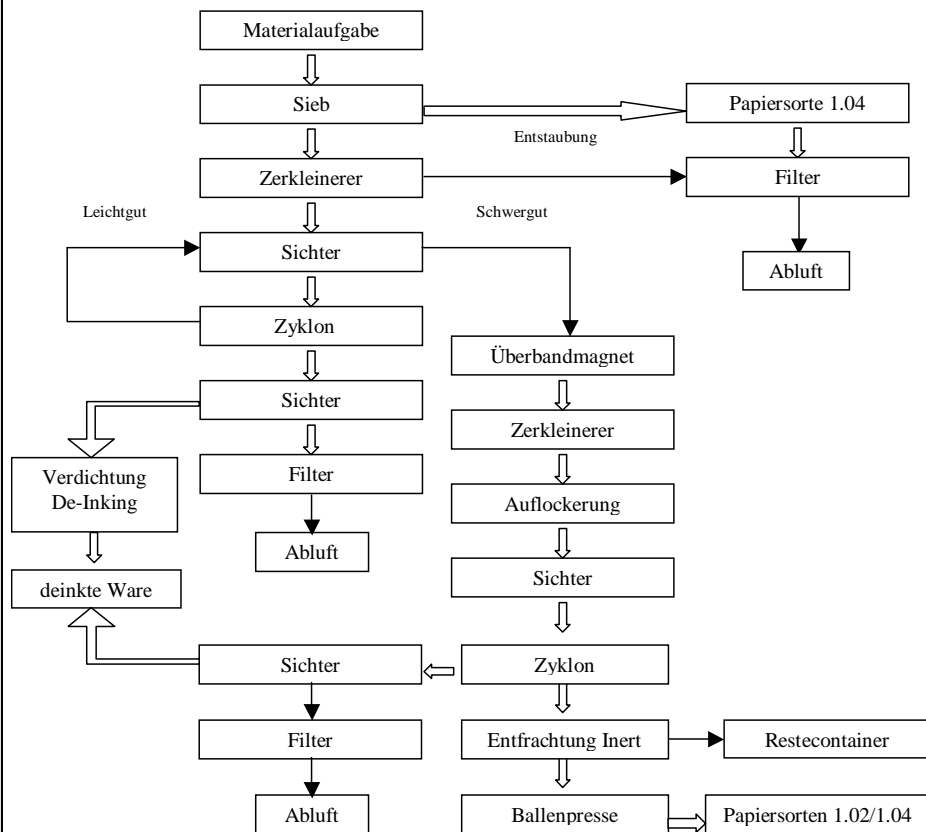 Materialaufgabe
Sieb
Papiersorte 1.04
Entstaubung
Zerkleinerer
Filter
Leichtgut
Schwergut
Sichter
Abluft
Zyklon
Überbandmagnet
Sichter
Zerkleinerer
Verdichtung
De-Inking
Filter
Auflockerung
Abluft
Sichter
deinkte Ware
Sichter
Zyklon
Filter
Entfrachtung Inert
Restecontainer
Abluft
Ballenpresse
Papiersorten 1.02/1.04